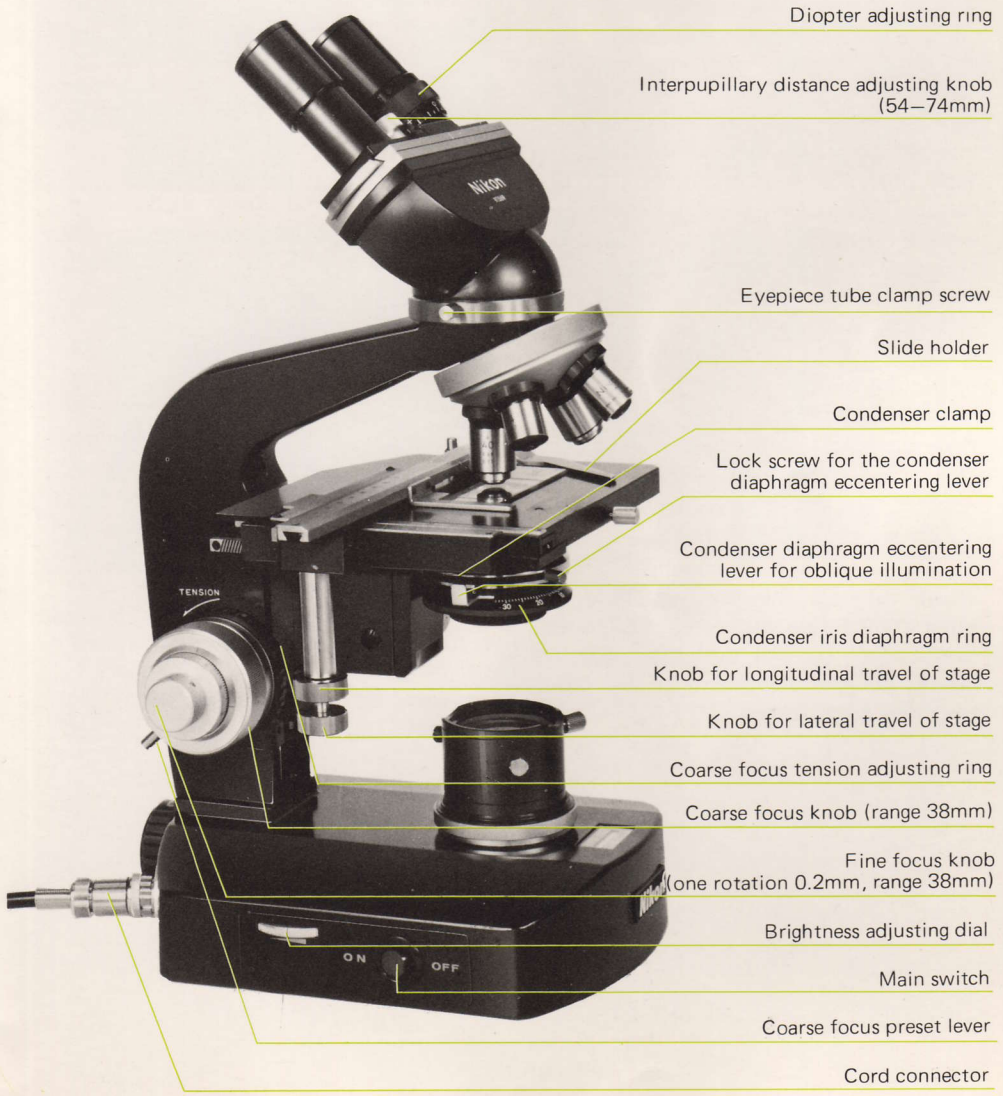 Diopter adjusting ring
Interpupillary distance adjusting knob
(54–74mm)
Nikon
Eyepiece tube clamp screw
Slide holder
Condenser clamp
Lock screw for the condenser
diaphragm eccentering lever
Condenser diaphragm eccentering
lever for oblique illumination
TENSION
30 20
Condenser iris diaphragm ring
Knob for longitudinal travel of stage
Knob for lateral travel of stage
Coarse focus tension adjusting ring
Coarse focus knob (range 38mm)
Fine focus knob
(one rotation 0.2mm, range 38mm)
Nikon
Brightness adjusting dial
ON OFF
Main switch
Coarse focus preset lever
Cord connector